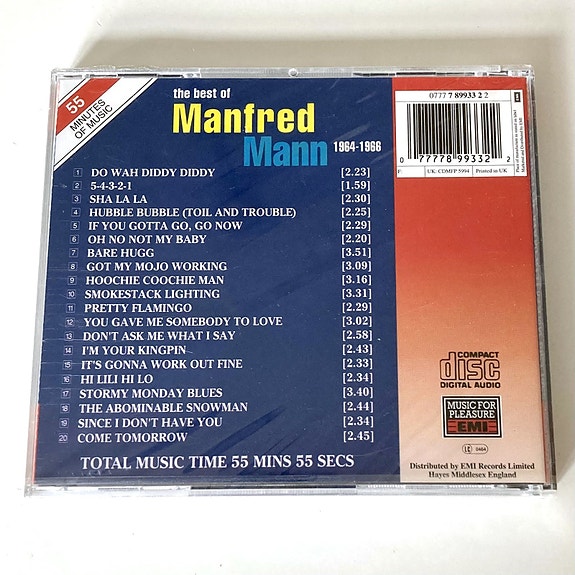 55
MINUTES
OF MUSIC
the best of
Manfred
Mann 1964-1966
1 DO WAH DIDDY DIDDY [2.23]
2 5-4-3-2-1 [1.59]
3 SHA LA LA [2.30]
4 HUBBLE BUBBLE (TOIL AND TROUBLE) [2.25]
5 IF YOU GOTTA GO, GO NOW [2.29]
6 OH NO NOT MY BABY [2.20]
7 BARE HUGG [3.51]
8 GOT MY MOJO WORKING [3.09]
9 HOOCHIE COOCHIE MAN [3.16]
10 SMOKESTACK LIGHTING [3.31]
11 PRETTY FLAMINGO [2.29]
12 YOU GAVE ME SOMEBODY TO LOVE [3.02]
13 DON'T ASK ME WHAT I SAY [2.58]
14 I'M YOUR KINGPIN [2.43]
15 IT'S GONNA WORK OUT FINE [2.33]
16 HI LILI HI LO [2.34]
17 STORMY MONDAY BLUES [3.40]
18 THE ABOMINABLE SNOWMAN [2.44]
19 SINCE I DON'T HAVE YOU [2.34]
20 COME TOMORROW [2.45]
TOTAL MUSIC TIME 55 MINS 55 SECS
0777 7 89933 2 2
0 77778 99332 2
F: UK: CDMFP 5994 Printed in UK
COMPACT
disc
DIGITAL AUDIO
MUSIC FOR
PLEASURE
EMI
LC 0464
Distributed by EMI Records Limited
Hayes Middlesex England